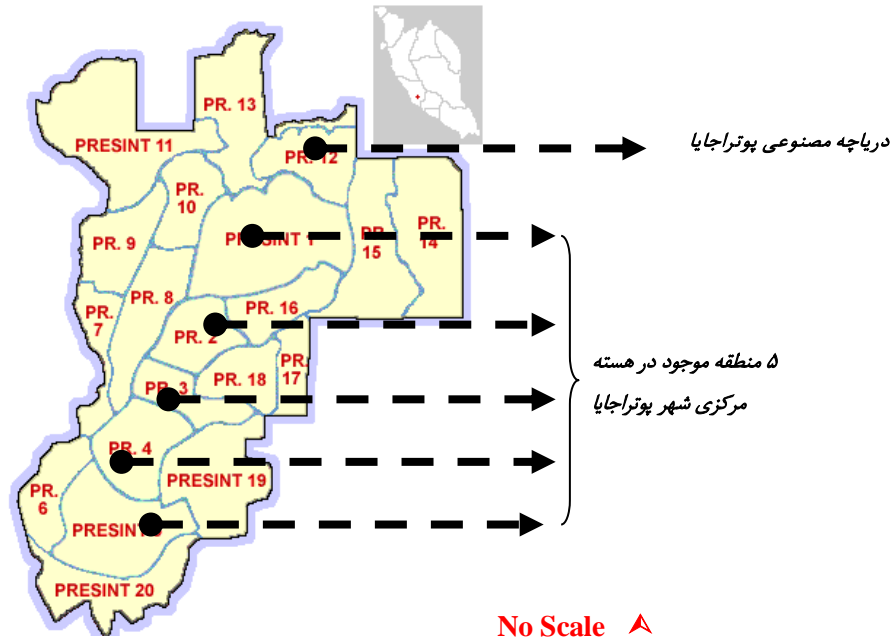 PR. 13
PRESINT 11
PR. 12
دریاچه مصنوعی پوتراجایا
PR.
10
PR. 9
PRESINT 1
PR.
15
PR.
14
PR. 8
PR.
7
PR. 16
PR. 2
PR.
17
PR. 18
PR. 3
۵ منطقه موجود در هسته
مرکزی شهر پوتراجایا
PR. 4
PR.
6
PRESINT 19
PRESINT
PRESINT 20
No Scale